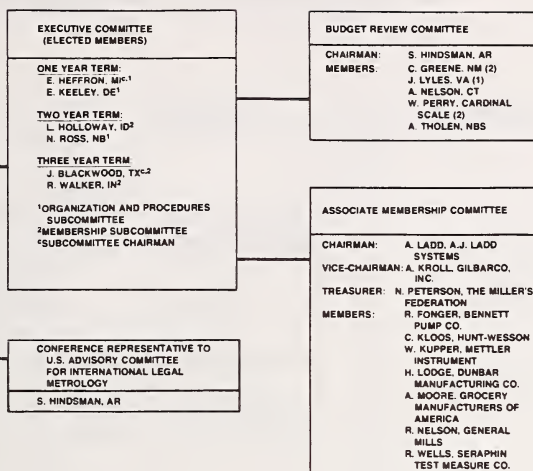 EXECUTIVE COMMITTEE
(ELECTED MEMBERS)
ONE YEAR TERM:
E. HEFFRON, MIc,1
E. KEELEY, DE1
TWO YEAR TERM:
L. HOLLOWAY, ID2
N. ROSS, NB1
THREE YEAR TERM
J. BLACKWOOD, TXc,2
R. WALKER, IN2
1ORGANIZATION AND PROCEDURES
SUBCOMMITTEE
2MEMBERSHIP SUBCOMMITTEE
cSUBCOMMITTEE CHAIRMAN
CONFERENCE REPRESENTATIVE TO
U.S. ADVISORY COMMITTEE
FOR INTERNATIONAL LEGAL
METROLOGY
S. HINDSMAN, AR
BUDGET REVIEW COMMITTEE
CHAIRMAN: S. HINDSMAN, AR
MEMBERS: C. GREENE, NM (2)
J. LYLES, VA (1)
A. NELSON, CT
W. PERRY, CARDINAL
SCALE (2)
A. THOLEN, NBS
ASSOCIATE MEMBERSHIP COMMITTEE
CHAIRMAN: A. LADD, A.J. LADD
SYSTEMS
VICE-CHAIRMAN: A. KROLL, GILBARCO,
INC.
TREASURER: N. PETERSON, THE MILLER'S
FEDERATION
MEMBERS: R. FONGER, BENNETT
PUMP CO.
C. KLOOS, HUNT-WESSON
W. KUPPER, METTLER
INSTRUMENT
H. LODGE, DUNBAR
MANUFACTURING CO.
A. MOORE, GROCERY
MANUFACTURERS OF
AMERICA
R. NELSON, GENERAL
MILLS
R. WELLS, SERAPHIN
TEST MEASURE CO.